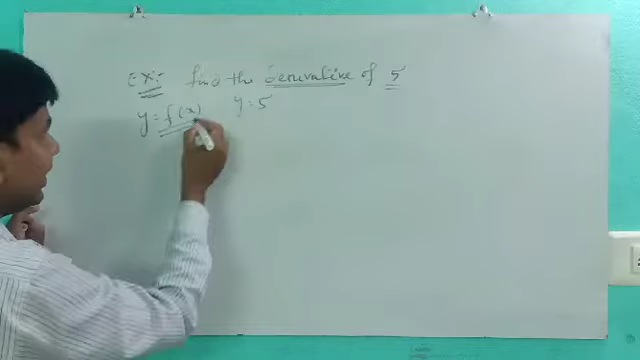 Ex:- find the derivative of 5
y = f(x) y = 5